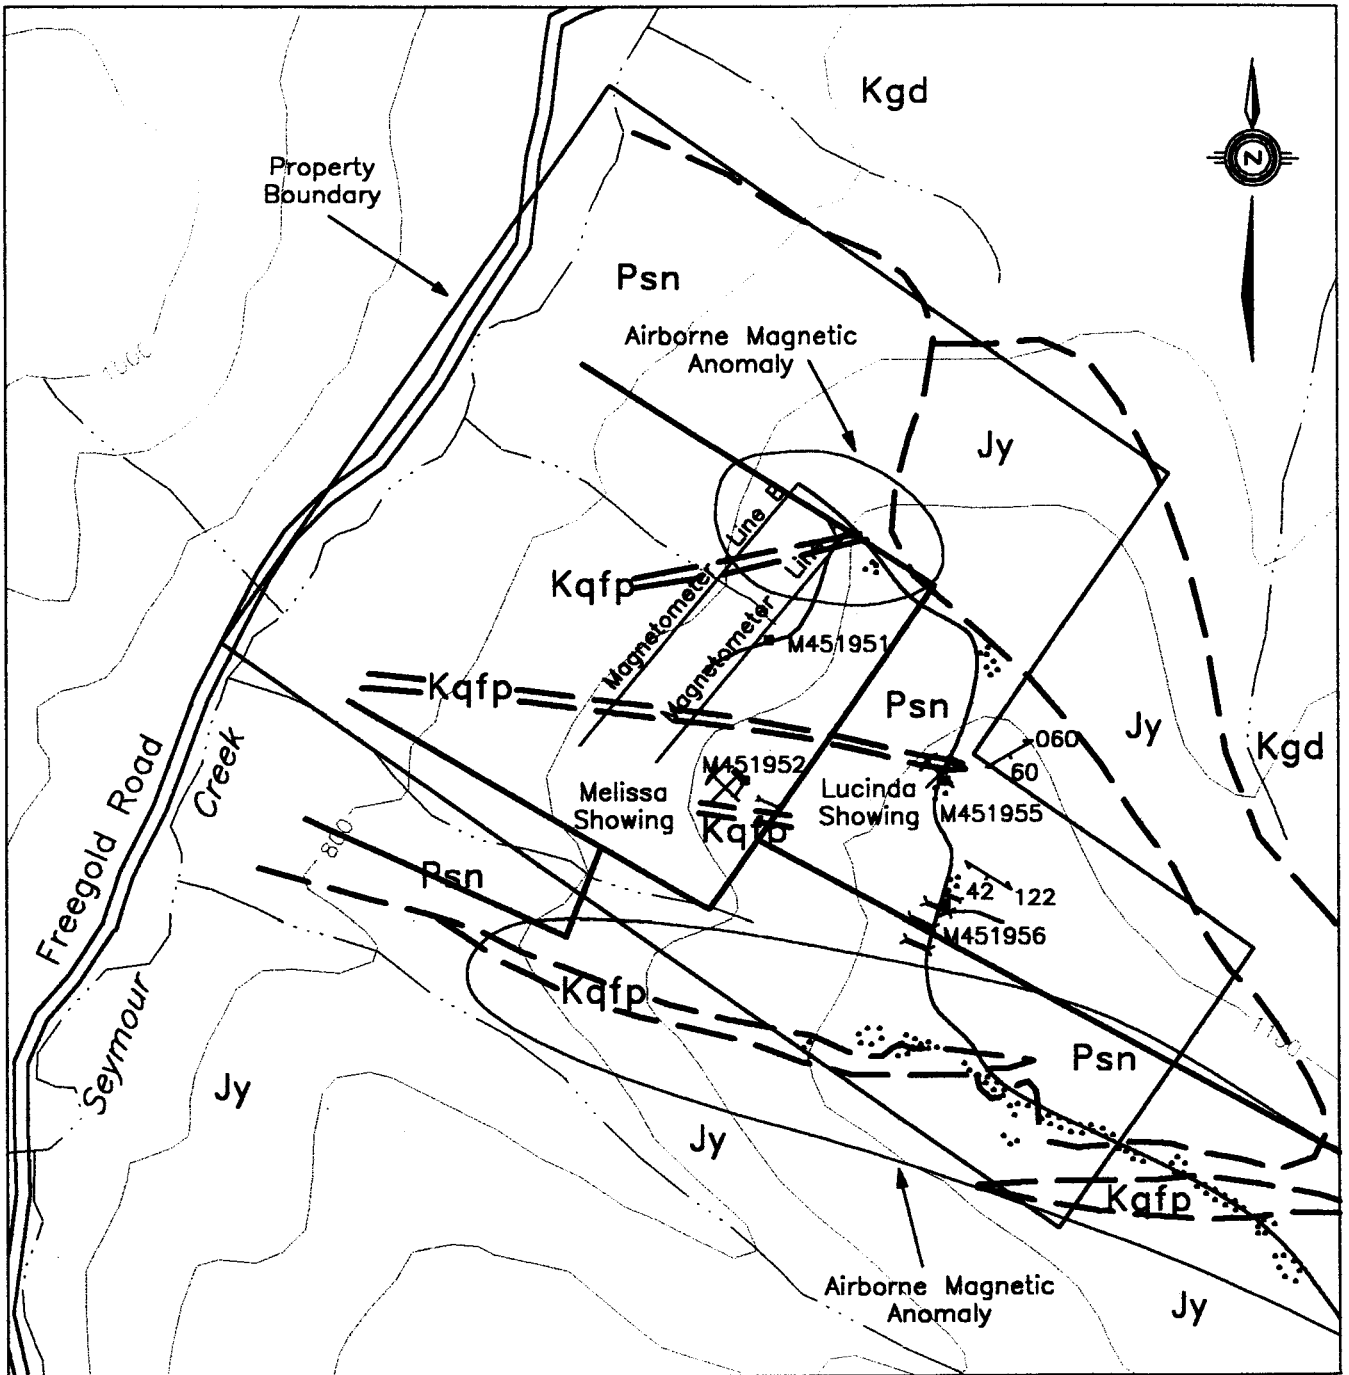 Kgd
N
Property
Boundary
Psn
Airborne Magnetic
Anomaly
1000
Jy
Magnetometer Line B
Kqfp
Magnetometer Line
M451951
Kqfp
Psn
Jy
Kgd
060
60
M451952
Melissa
Showing
Lucinda
Showing
M451955
Kqfp
Freegold Road
Creek
800
Psn
42
122
M451956
Kqfp
Seymour
Jy
Psn
Jy
Kqfp
Airborne Magnetic
Anomaly
Jy